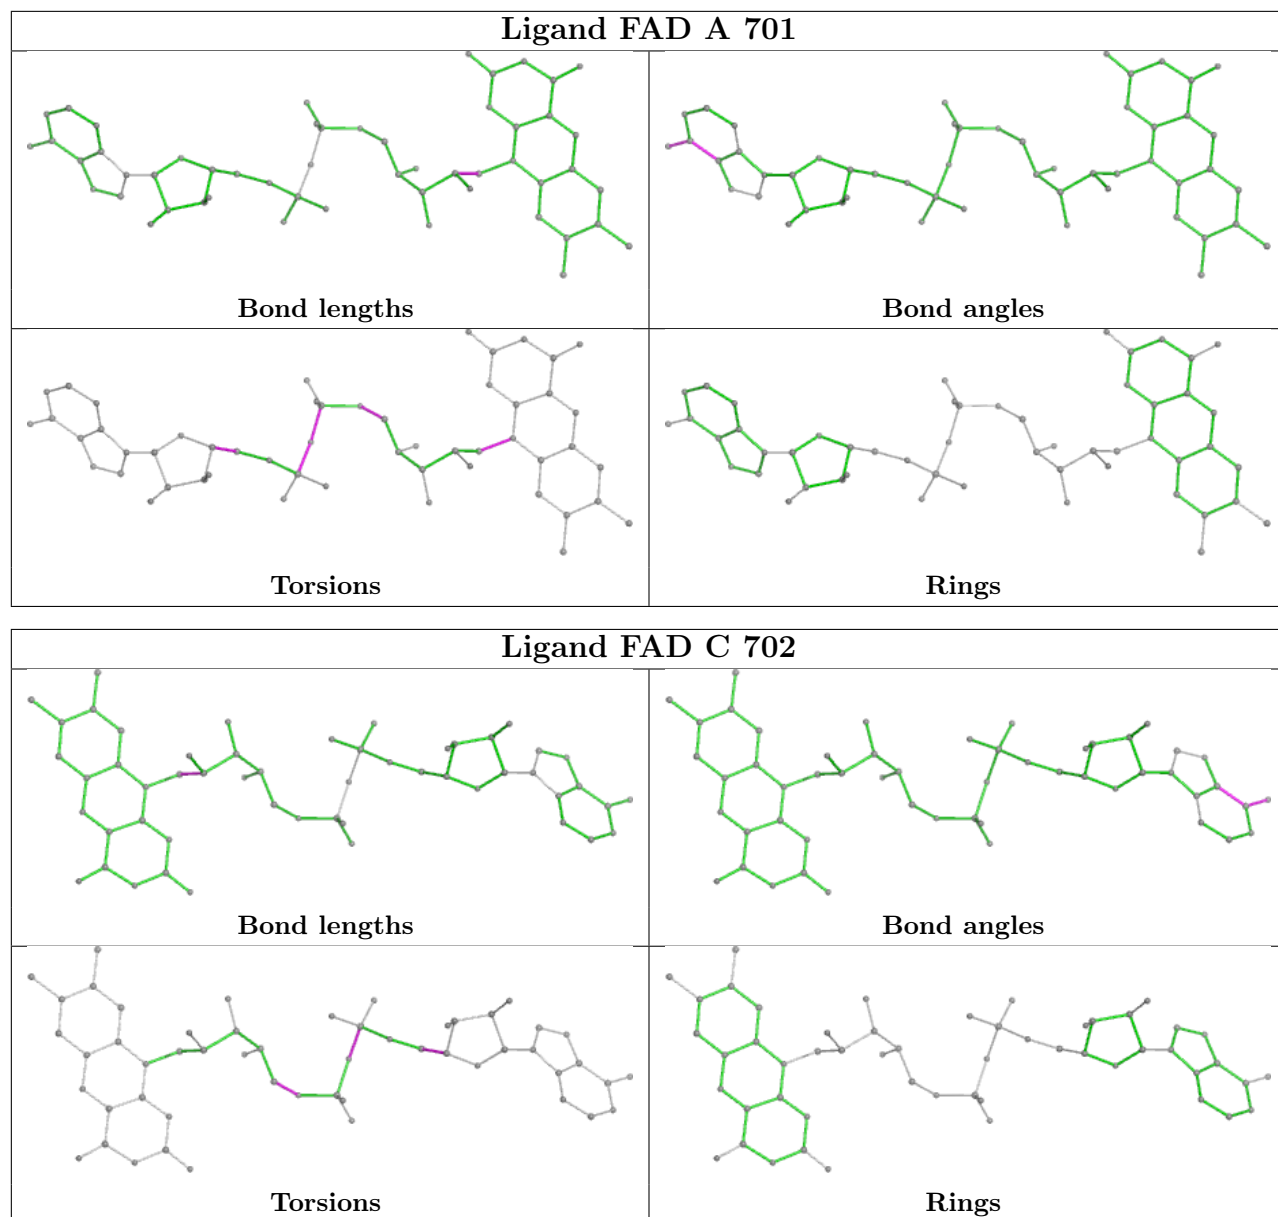 Ligand FAD A 701
Bond lengths
Bond angles
Torsions
Rings
Ligand FAD C 702
Bond lengths
Bond angles
Torsions
Rings